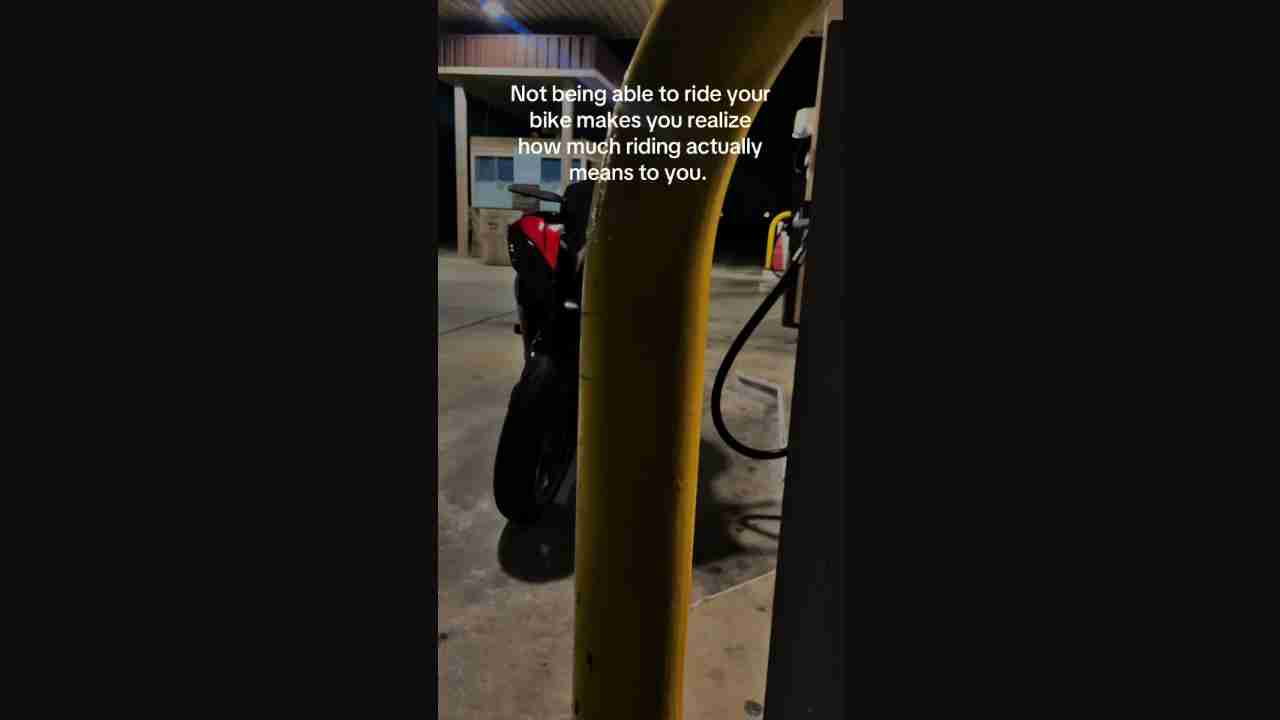 Not being able to ride your
bike makes you realize
how much riding actually
means to you.